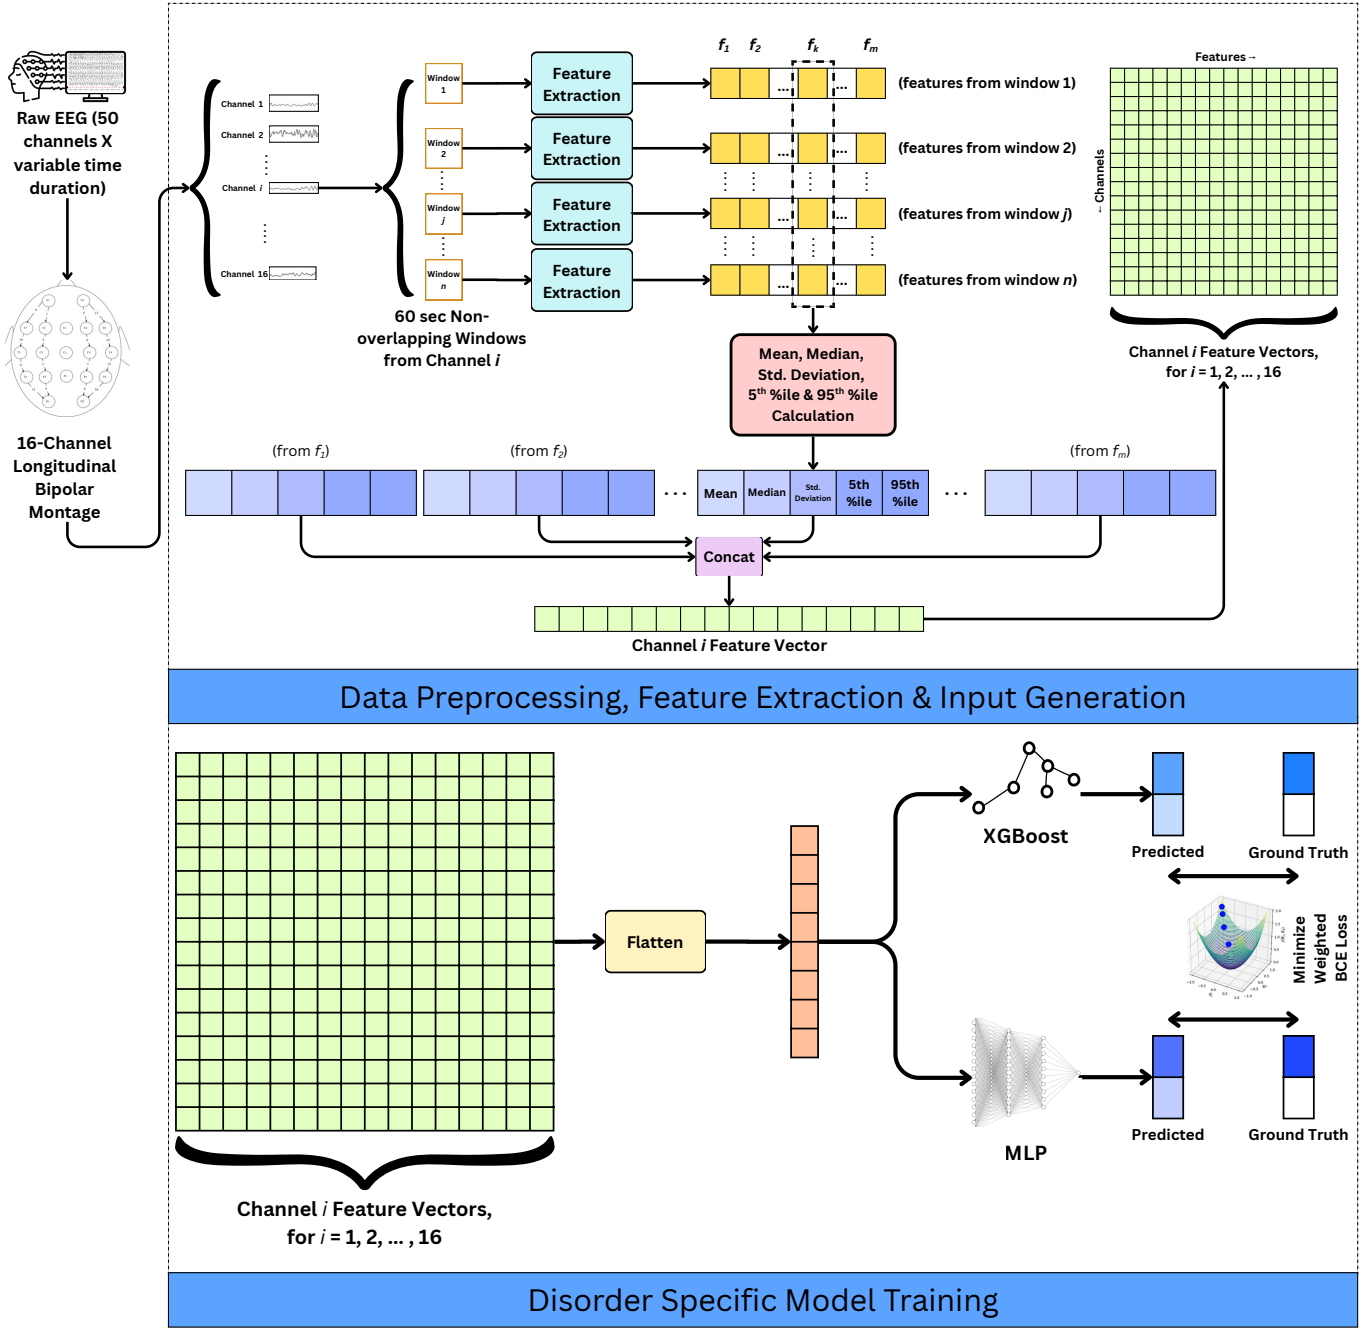 Raw EEG (50
channels X
variable time
duration)
16-Channel
Longitudinal
Bipolar
Montage
Channel 1
Channel 2
Channel i
Channel 16
Window
1
Window
2
Window
j
Window
n
60 sec Non-
overlapping Windows
from Channel i
Feature
Extraction
Feature
Extraction
Feature
Extraction
Feature
Extraction
f1 f2 fk fm
... ...
(features from window 1)
... ...
(features from window 2)
... ...
(features from window j)
... ...
(features from window n)
Features→
←Channels
Channel i Feature Vectors,
for i = 1, 2, ... , 16
Mean, Median,
Std. Deviation,
5th %ile & 95th %ile
Calculation
(from f1)
(from f2)
(from fm)
...
Mean
Median
Std.
Deviation
5th
%ile
95th
%ile
...
Concat
Channel i Feature Vector
Data Preprocessing, Feature Extraction & Input Generation
Flatten
XGBoost
Predicted
Ground Truth
Minimize
Weighted
BCE Loss
MLP
Predicted
Ground Truth
Channel i Feature Vectors,
for i = 1, 2, ... , 16
Disorder Specific Model Training